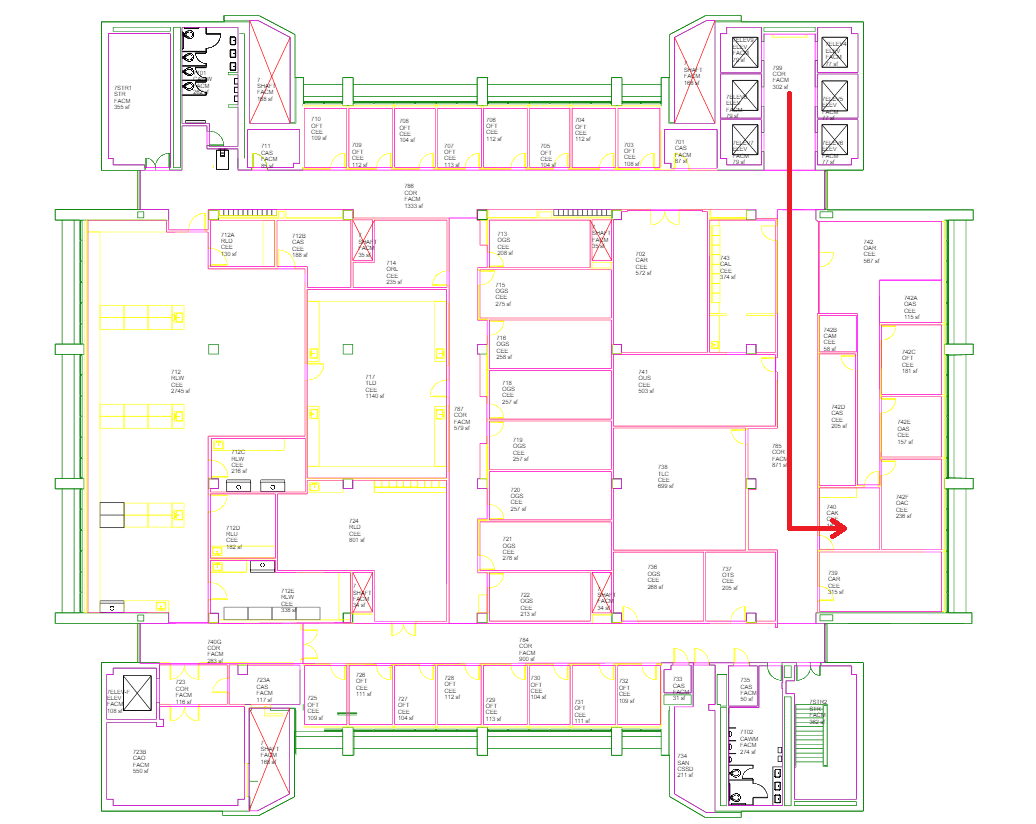 7STR1
STR
FACM
355 sf
FACM
7
SHAFT
FACM
168 sf
7
SHAFT
FACM
168 sf
799
COR
FACM
302 sf
711
CAS
FACM
710
OFT
CEE
109 sf
709
OFT
CEE
112 sf
708
OFT
CEE
104 sf
707
OFT
CEE
113 sf
706
OFT
CEE
112 sf
705
OFT
CEE
104 sf
704
OFT
CEE
112 sf
703
OFT
CEE
108 sf
701
CAS
FACM
87 sf
788
COR
FACM
1333 sf
712A
RLD
CEE
130 sf
712B
CAS
CEE
188 sf
7
SHAFT
FACM
35 sf
714
ORL
CEE
235 sf
713
OGS
CEE
208 sf
7
SHAFT
FACM
35 sf
702
CAR
CEE
572 sf
743
CAL
CEE
374 sf
742
OAR
CEE
567 sf
715
OGS
CEE
275 sf
742A
OAS
CEE
115 sf
716
OGS
CEE
258 sf
742B
CAM
CEE
58 sf
742C
OFT
CEE
181 sf
712
RLW
CEE
2745 sf
717
TLD
CEE
1140 sf
718
OGS
CEE
257 sf
741
OUS
CEE
503 sf
787
COR
FACM
579 sf
742D
CAS
CEE
205 sf
742E
OAS
CEE
157 sf
719
OGS
CEE
257 sf
785
COR
FACM
871 sf
712C
RLW
CEE
216 sf
738
TLC
CEE
699 sf
720
OGS
CEE
257 sf
742F
OAC
CEE
236 sf
740
CAK
712D
RLD
CEE
182 sf
724
RLD
CEE
801 sf
721
OGS
CEE
278 sf
736
OGS
CEE
268 sf
737
OTS
CEE
205 sf
739
CAR
CEE
315 sf
712E
RLW
CEE
338 sf
7
SHAFT
FACM
34 sf
722
OGS
CEE
213 sf
7
SHAFT
FACM
34 sf
740G
COR
FACM
283 sf
784
COR
FACM
900 sf
7ELEV-F
ELEV
FACM
108 sf
723
COR
FACM
116 sf
723A
CAS
FACM
117 sf
725
OFT
CEE
109 sf
726
OFT
CEE
111 sf
727
OFT
CEE
104 sf
728
OFT
CEE
112 sf
729
OFT
CEE
113 sf
730
OFT
CEE
104 sf
731
OFT
CEE
111 sf
732
OFT
CEE
109 sf
733
CAS
FACM
31 sf
735
CAS
FACM
50 sf
7STR2
STR
FACM
382 sf
723B
CAO
FACM
550 sf
7
SHAFT
FACM
168 sf
734
SAN
CSSD
211 sf
7T02
CAWM
FACM
274 sf